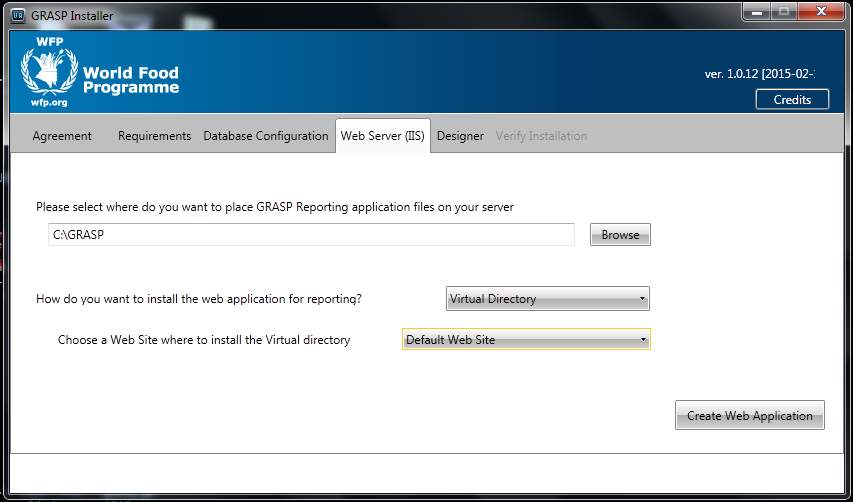 GRASP Installer
WFP
World Food
Programme
wfp.org
ver. 1.0.12 [2015-02-
Credits
Agreement
Requirements
Database Configuration
Web Server (IIS)
Designer
Verify Installation
Please select where do you want to place GRASP Reporting application files on your server
C:\GRASP
Browse
How do you want to install the web application for reporting?
Virtual Directory
Choose a Web Site where to install the Virtual directory
Default Web Site
Create Web Application